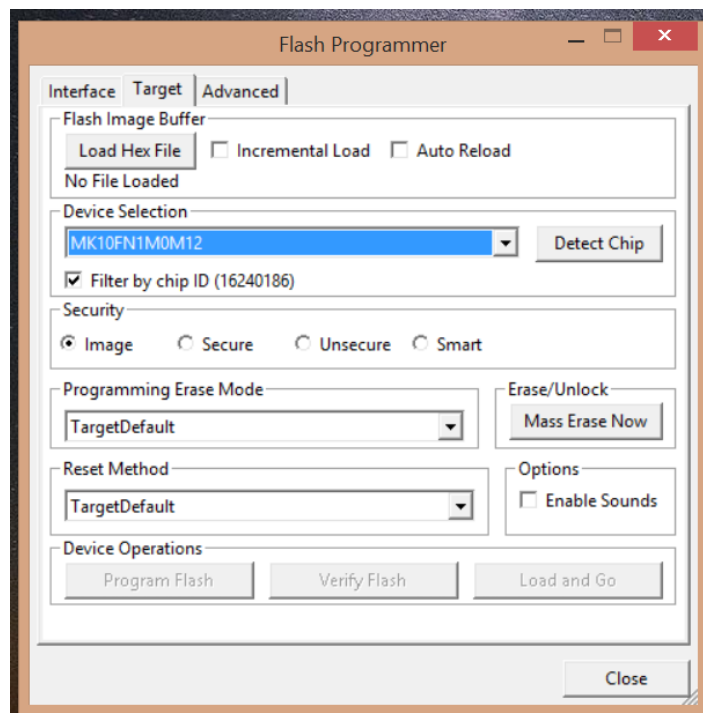 Flash Programmer
Interface Target Advanced
Flash Image Buffer
Load Hex File Incremental Load Auto Reload
No File Loaded
Device Selection
MK10FN1M0M12 Detect Chip
Filter by chip ID (16240186)
Security
Image Secure Unsecure Smart
Programming Erase Mode Erase/Unlock
TargetDefault Mass Erase Now
Reset Method Options
TargetDefault Enable Sounds
Device Operations
Program Flash Verify Flash Load and Go
Close